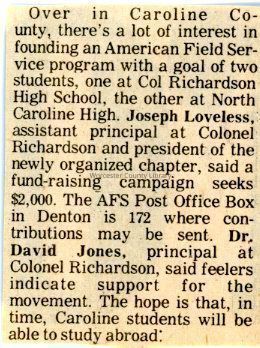 Over in Caroline Co-
unty, there's a lot of interest in
founding an American Field Ser-
vice program with a goal of two
students, one at Col Richardson
High School, the other at North
Caroline High. Joseph Loveless,
assistant principal at Colonel
Richardson and president of the
newly organized chapter, said a
fund-raising campaign seeks
Worcester County Library
$2,000. The AFS Post Office Box
in Denton is 172 where con-
tributions may be sent. Dr.
David Jones, principal at
Colonel Richardson, said feelers
indicate support for the
movement. The hope is that, in
time, Caroline students will be
able to study abroad: